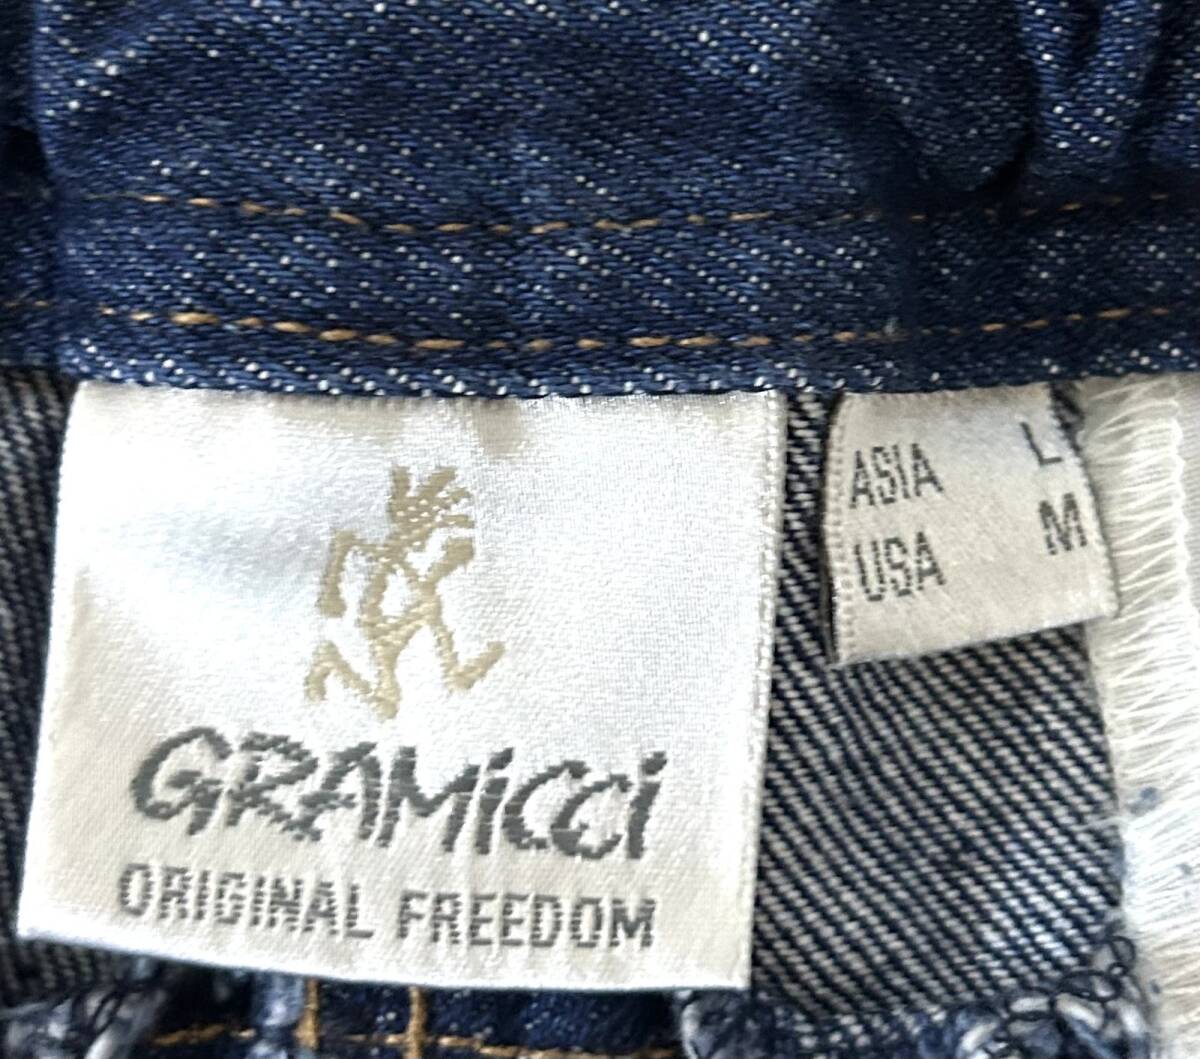 GRAMiCCi
ORIGINAL FREEDOM
ASIA L
USA M